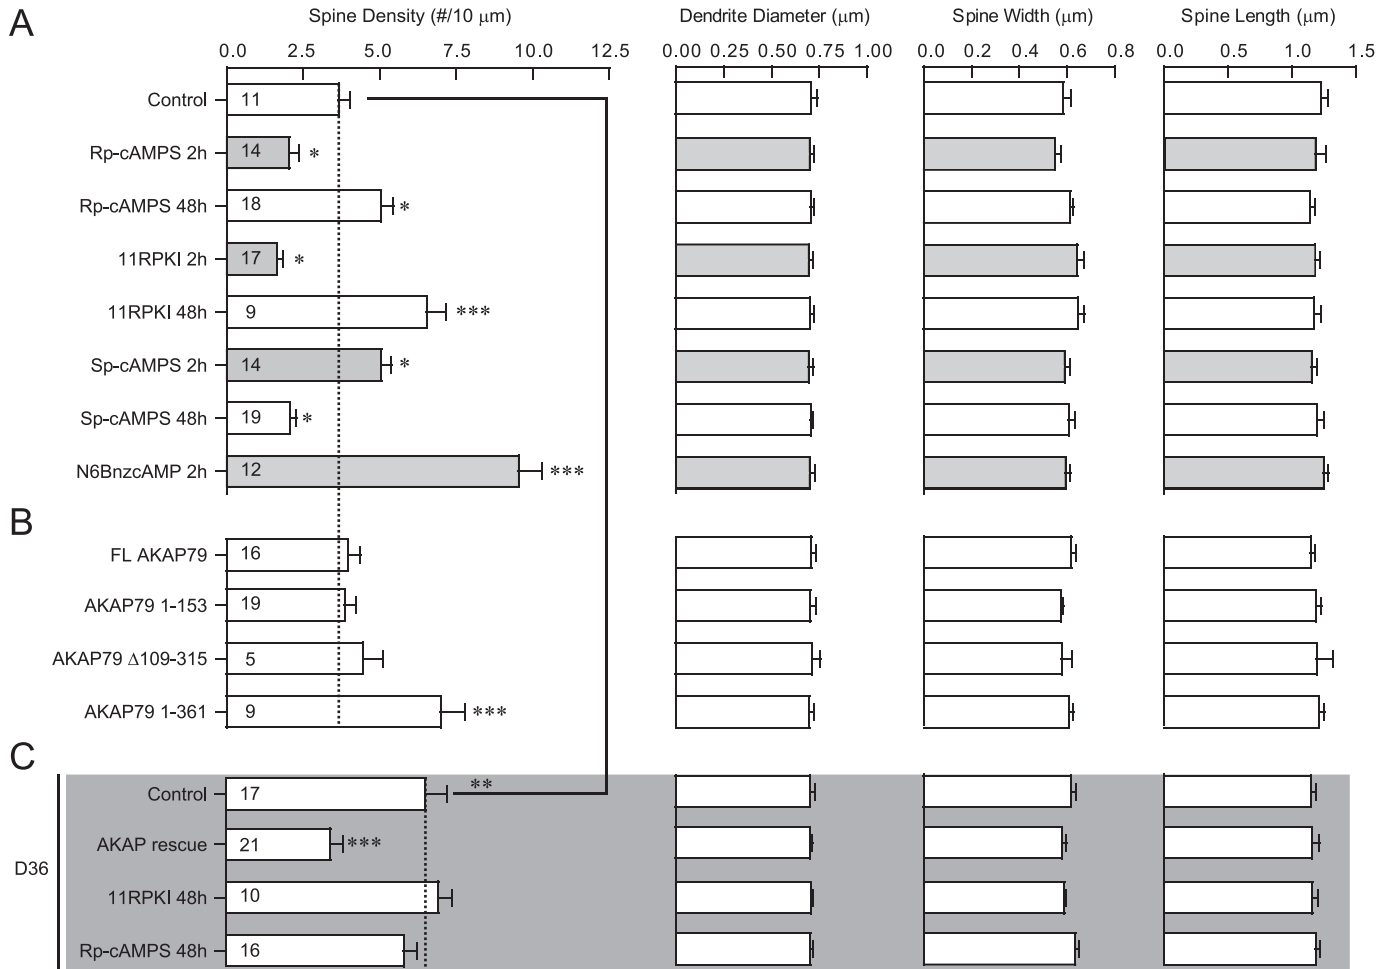 A
Spine Density (#/10 μm) Dendrite Diameter (μm) Spine Width (μm) Spine Length (μm)
0.0 2.5 5.0 7.5 10.0 12.5 0.00 0.25 0.50 0.75 1.00 0.0 0.2 0.4 0.6 0.8 0.0 0.5 1.0 1.5
Control 11
Rp-cAMPS 2h 14 *
Rp-cAMPS 48h 18 *
11RPKI 2h 17 *
11RPKI 48h 9 ***
Sp-cAMPS 2h 14 *
Sp-cAMPS 48h 19 *
N6BnzcAMP 2h 12 ***
B
FL AKAP79 16
AKAP79 1-153 19
AKAP79 Δ109-315 5
AKAP79 1-361 9 ***
C
Control 17 **
AKAP rescue 21 ***
D36
11RPKI 48h 10
Rp-cAMPS 48h 16